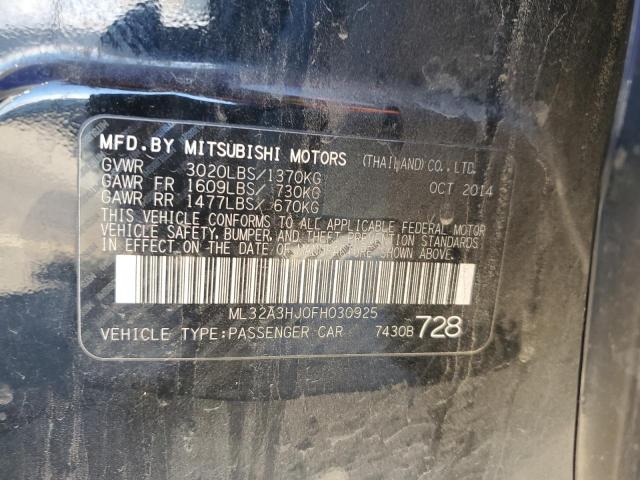 MFD. BY MITSUBISHI MOTORS (THAILAND) CO., LTD.
GVWR 3020LBS/1370KG OCT 2014
GAWR FR 1609LBS/ 730KG
GAWR RR 1477LBS/ 670KG
THIS VEHICLE CONFORMS TO ALL APPLICABLE FEDERAL MOTOR
VEHICLE SAFETY, BUMPER, AND THEFT PREVENTION STANDARDS
IN EFFECT ON THE DATE OF MANUFACTURE SHOWN ABOVE.
ML32A3HJ0FH030925
VEHICLE TYPE:PASSENGER CAR 7430B 728